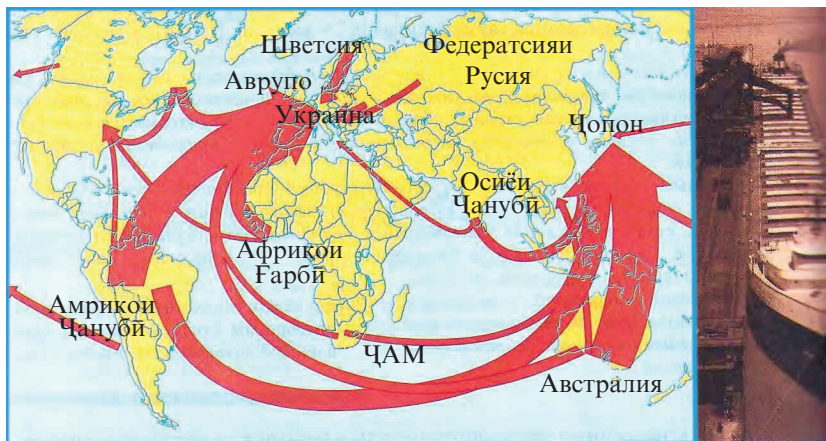 Шветсия
Аврупо
Федератсияи
Русия
Украина
Ҷопон
Осиёи
Ҷанубӣ
Африқои
Ғарбӣ
Амрикои
Ҷанубӣ
ҶАМ
Австралия